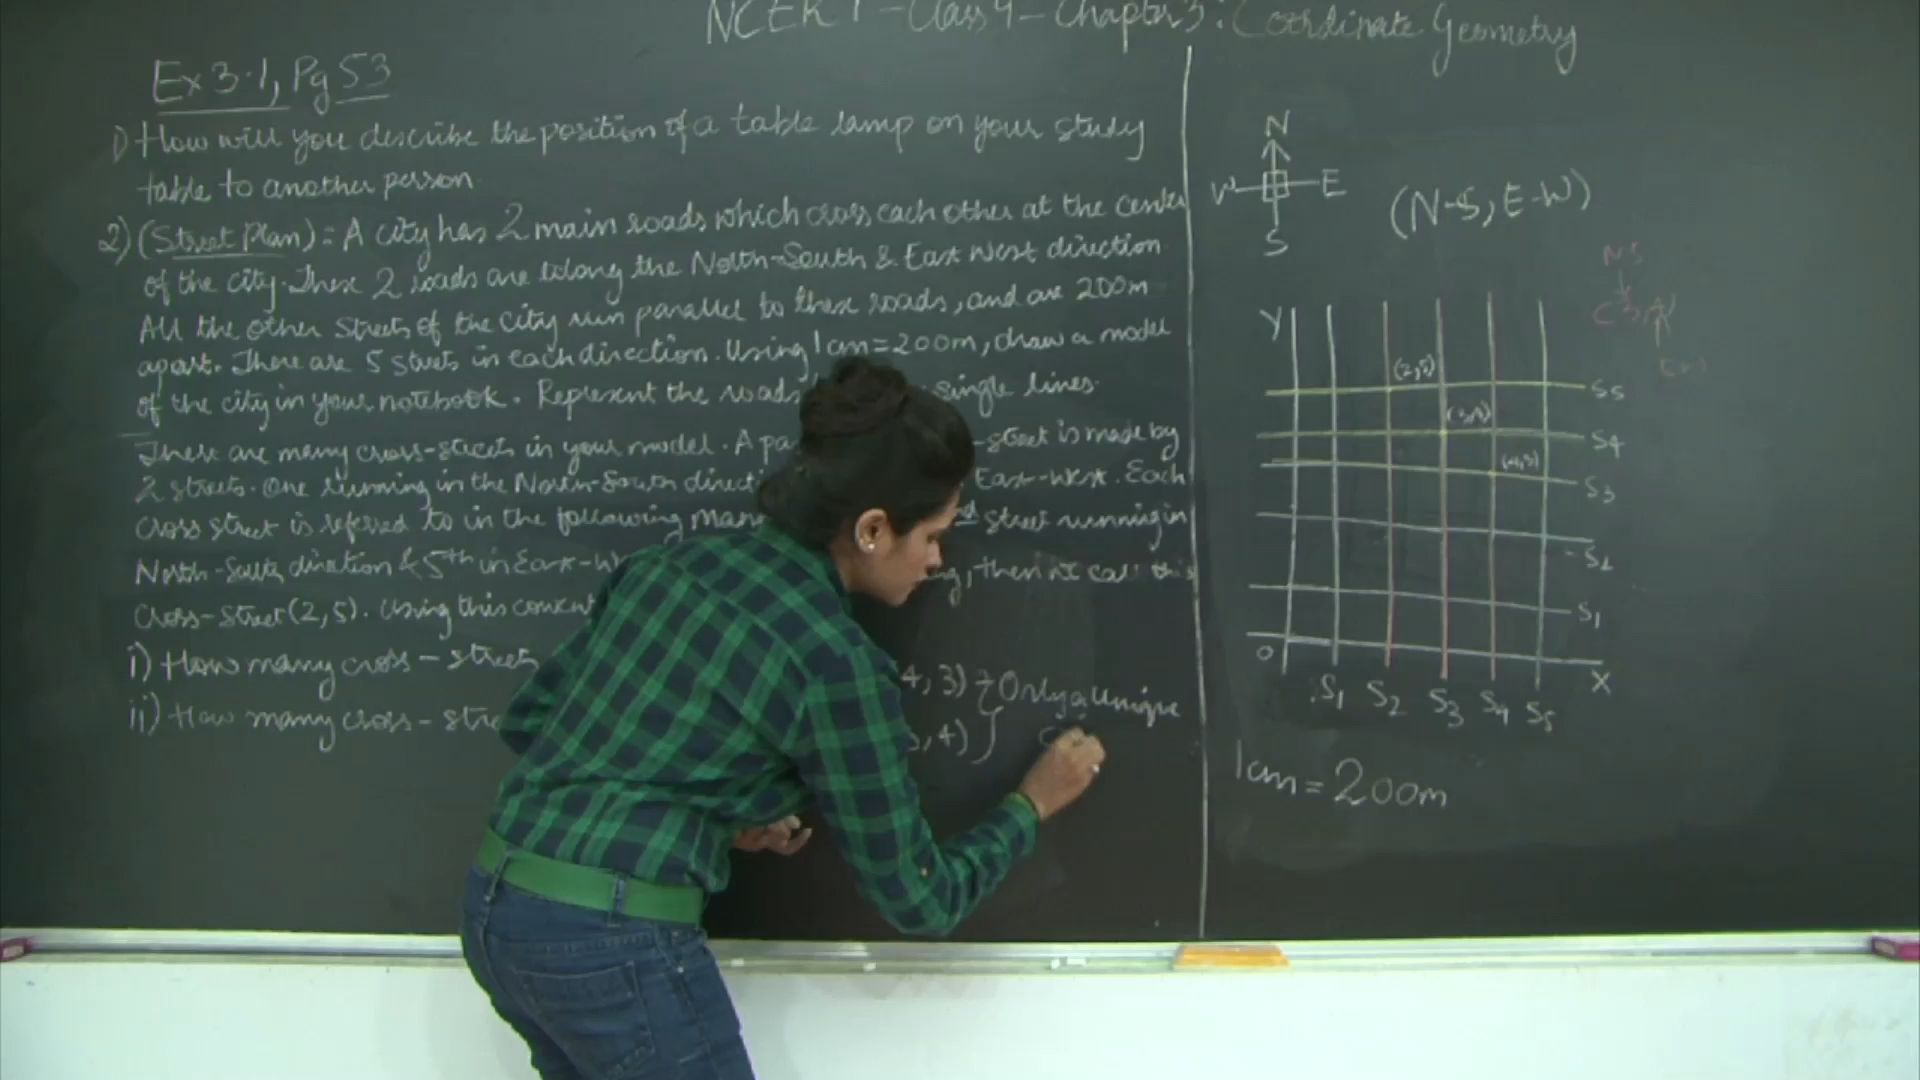 NCERT - Class 9 - Chapter 3: Coordinate Geometry
Ex 3.1, Pg 53
1) How will you describe the position of a table lamp on your study
table to another person.
2) (Street Plan) : A city has 2 main roads which cross each other at the center
of the city. These 2 roads are along the North-South & East West direction
All the other streets of the city run parallel to these roads, and are 200m
apart. There are 5 streets in each direction. Using 1cm = 200m, draw a model
of the city in your notebook. Represent the roads single lines.
There are many cross-streets in your model. A -street is made by
2 streets. One running in the North-South East-West. Each
cross street is referred to in the following street running in
North-South direction & 5th in East- then we call this
Cross-Street (2,5). Using this
i) How many cross-streets 4,3) Only a unique
ii) How many cross- ,4)
N
W E
S
(N-S, E-W)
NS
Y
(2,5)
S5
(3,4)
S4
(4,3)
S3
S2
S1
O
X
S1 S2 S3 S4 S5
1cm = 200m